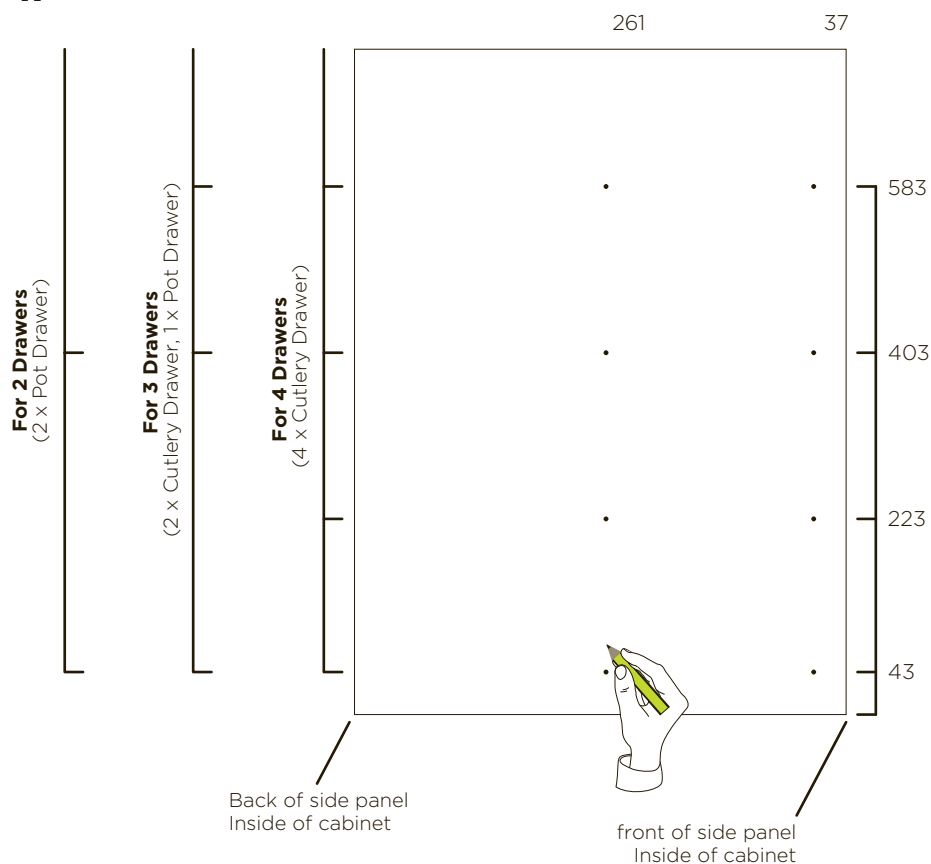 261
37
For 2 Drawers
(2 x Pot Drawer)
For 3 Drawers
(2 x Cutlery Drawer, 1 x Pot Drawer)
For 4 Drawers
(4 x Cutlery Drawer)
583
403
223
43
Back of side panel
Inside of cabinet
front of side panel
Inside of cabinet